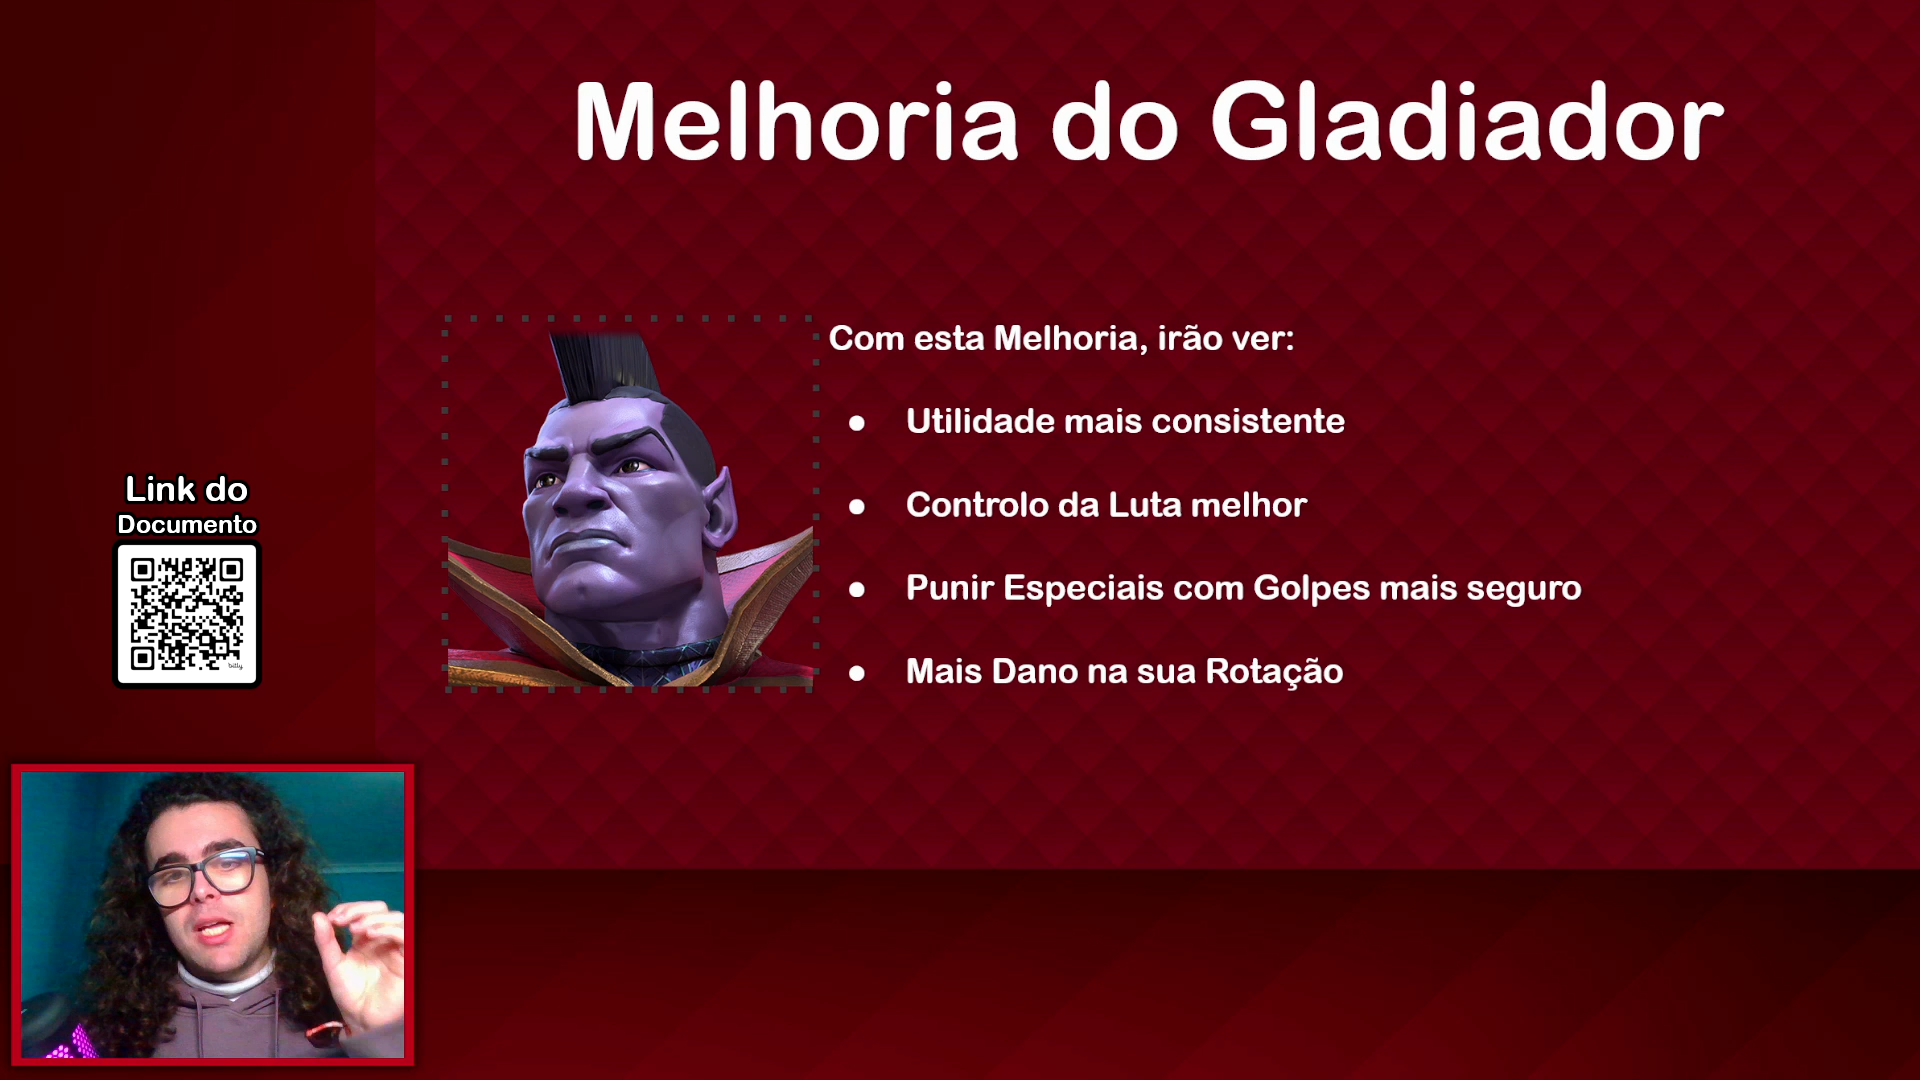 Melhoria do Gladiador
Com esta Melhoria, irão ver:
● Utilidade mais consistente
● Controlo da Luta melhor
● Punir Especiais com Golpes mais seguro
● Mais Dano na sua Rotação
Link do
Documento
bitly